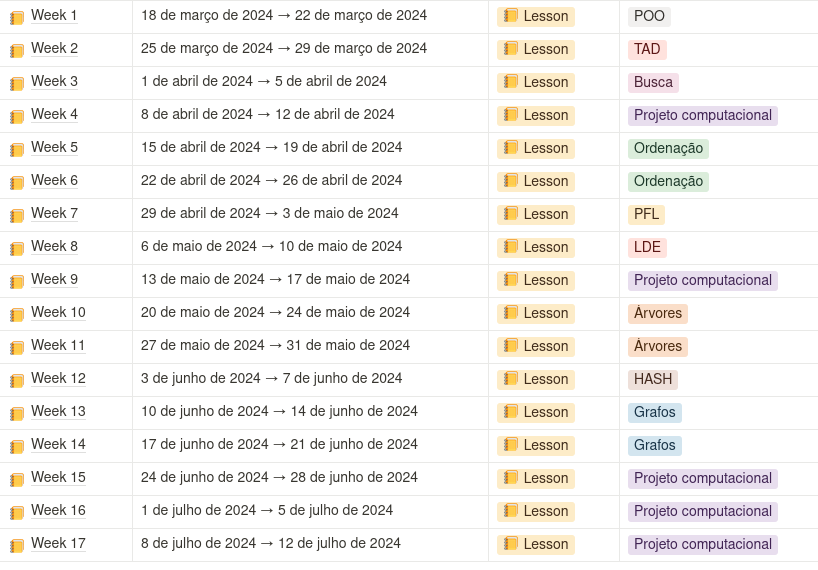 Week 1 18 de março de 2024 → 22 de março de 2024 Lesson POO
Week 2 25 de março de 2024 → 29 de março de 2024 Lesson TAD
Week 3 1 de abril de 2024 → 5 de abril de 2024 Lesson Busca
Week 4 8 de abril de 2024 → 12 de abril de 2024 Lesson Projeto computacional
Week 5 15 de abril de 2024 → 19 de abril de 2024 Lesson Ordenação
Week 6 22 de abril de 2024 → 26 de abril de 2024 Lesson Ordenação
Week 7 29 de abril de 2024 → 3 de maio de 2024 Lesson PFL
Week 8 6 de maio de 2024 → 10 de maio de 2024 Lesson LDE
Week 9 13 de maio de 2024 → 17 de maio de 2024 Lesson Projeto computacional
Week 10 20 de maio de 2024 → 24 de maio de 2024 Lesson Árvores
Week 11 27 de maio de 2024 → 31 de maio de 2024 Lesson Árvores
Week 12 3 de junho de 2024 → 7 de junho de 2024 Lesson HASH
Week 13 10 de junho de 2024 → 14 de junho de 2024 Lesson Grafos
Week 14 17 de junho de 2024 → 21 de junho de 2024 Lesson Grafos
Week 15 24 de junho de 2024 → 28 de junho de 2024 Lesson Projeto computacional
Week 16 1 de julho de 2024 → 5 de julho de 2024 Lesson Projeto computacional
Week 17 8 de julho de 2024 → 12 de julho de 2024 Lesson Projeto computacional